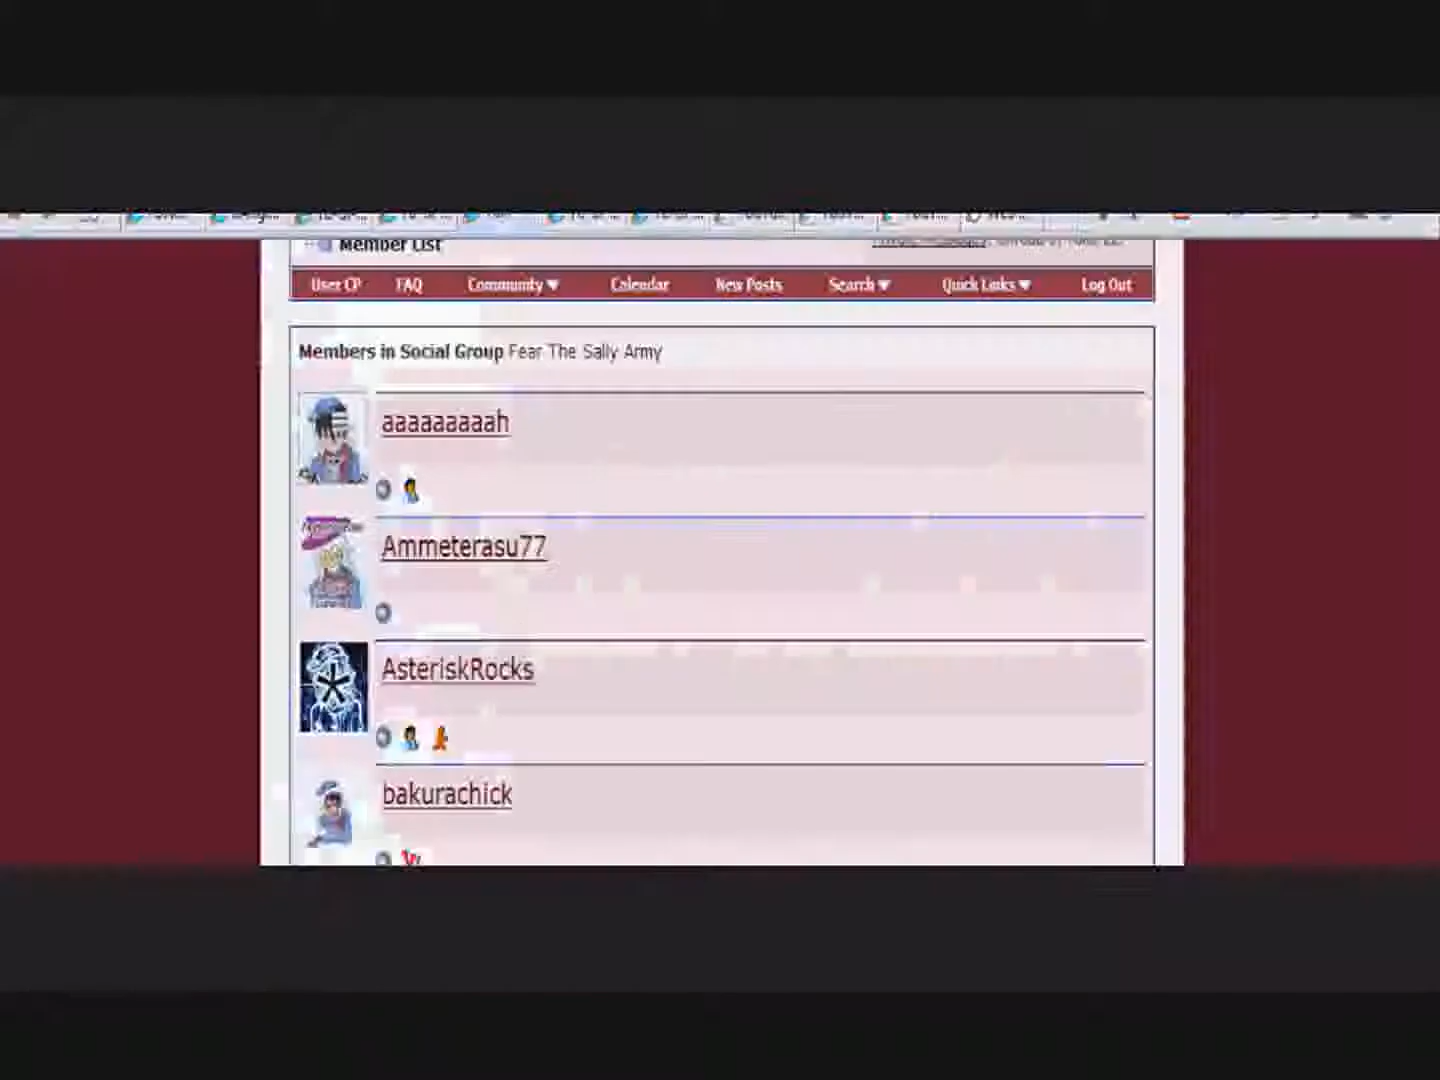 Member List
User CP FAQ Community Calendar New Posts Search Quick Links Log Out
Members in Social Group Fear The Sally Army
aaaaaaaaah
Ammeterasu77
AsteriskRocks
bakurachick